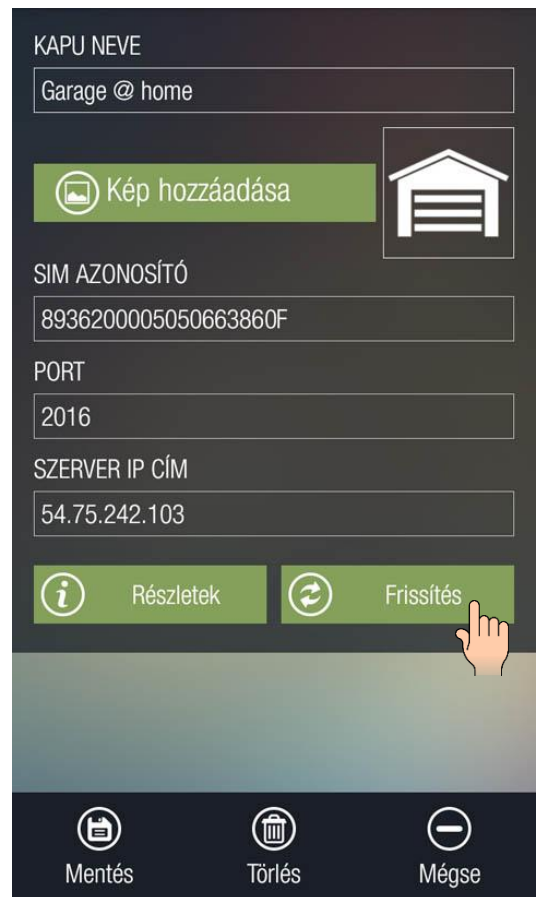 KAPU NEVE
Garage @ home
Kép hozzáadása
SIM AZONOSÍTÓ
8936200005050663860F
PORT
2016
SZERVER IP CÍM
54.75.242.103
Részletek
Frissítés
Mentés
Törlés
Mégse